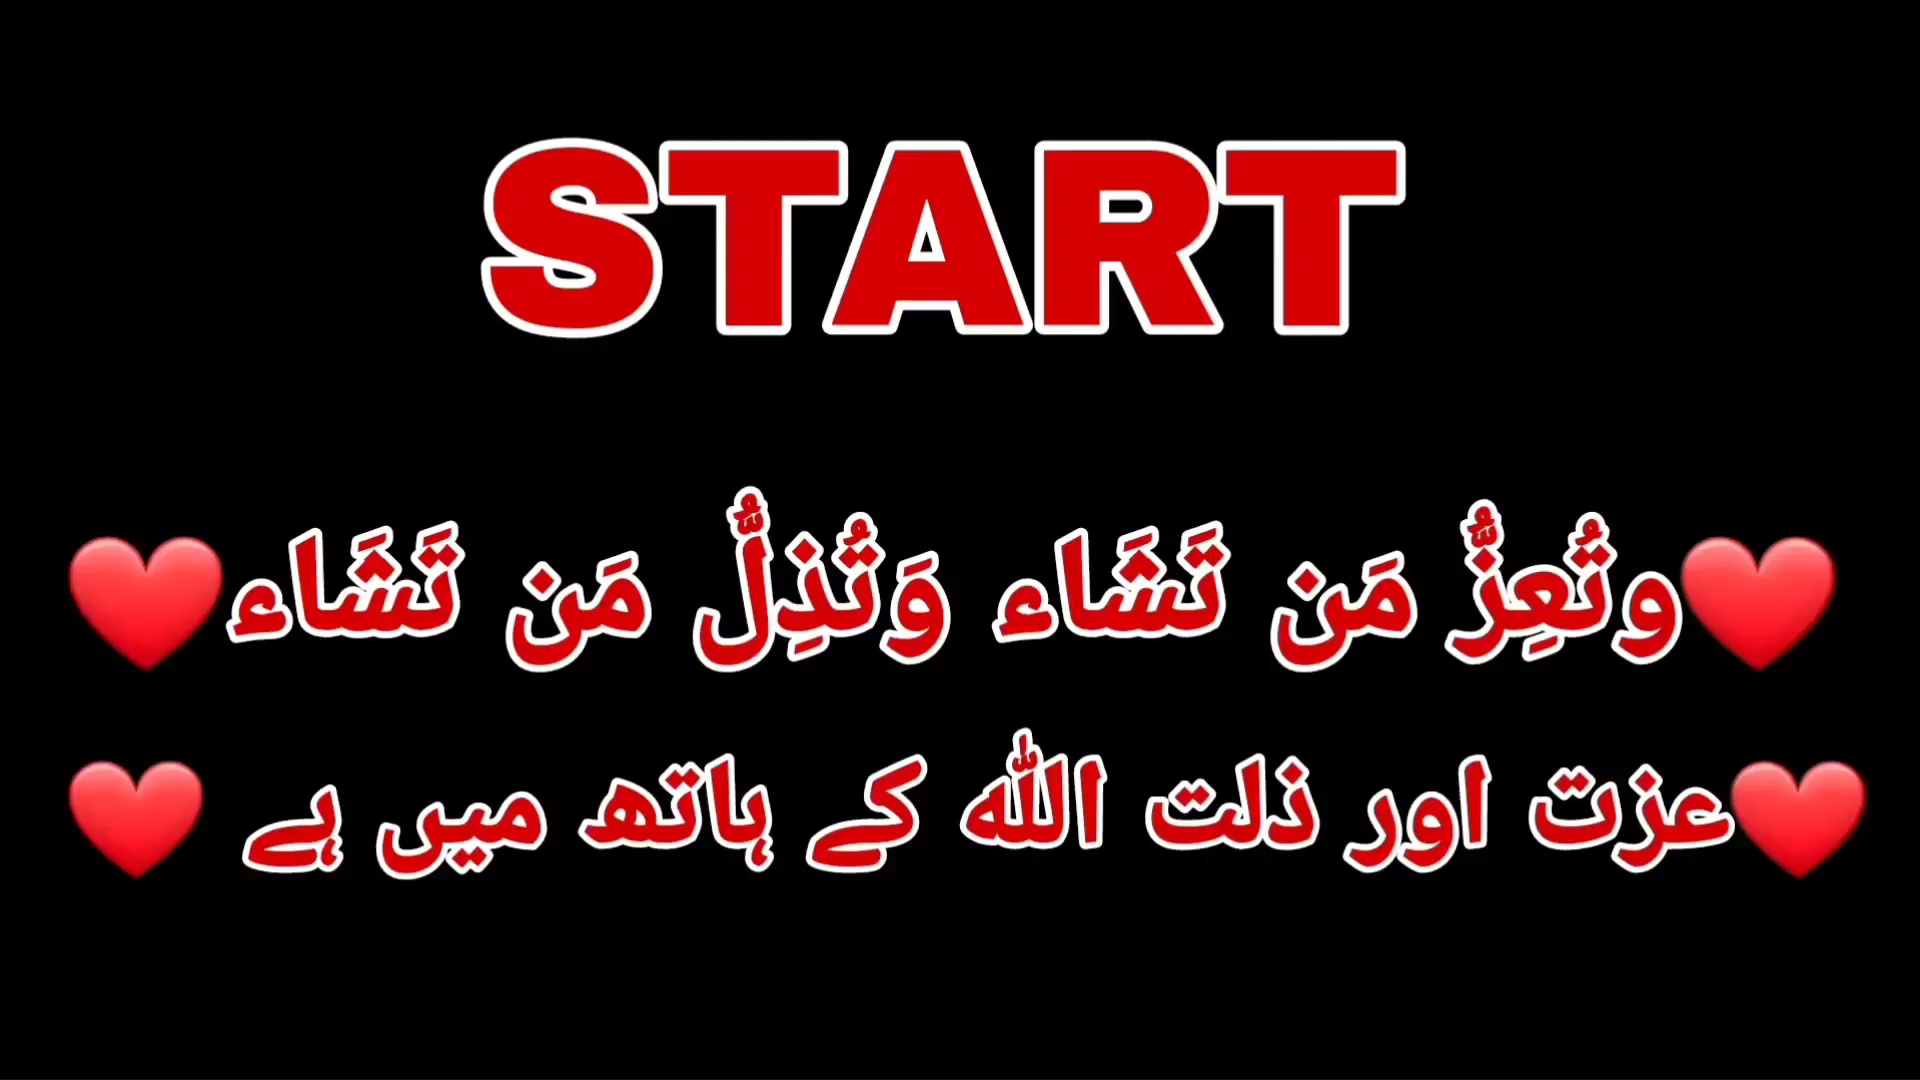 START
❤️وتُعِزُّ مَن تَشَاء وَتُذِلُّ مَن تَشَاء❤️
❤️عزت اور ذلت اللہ کے ہاتھ میں ہے ❤️